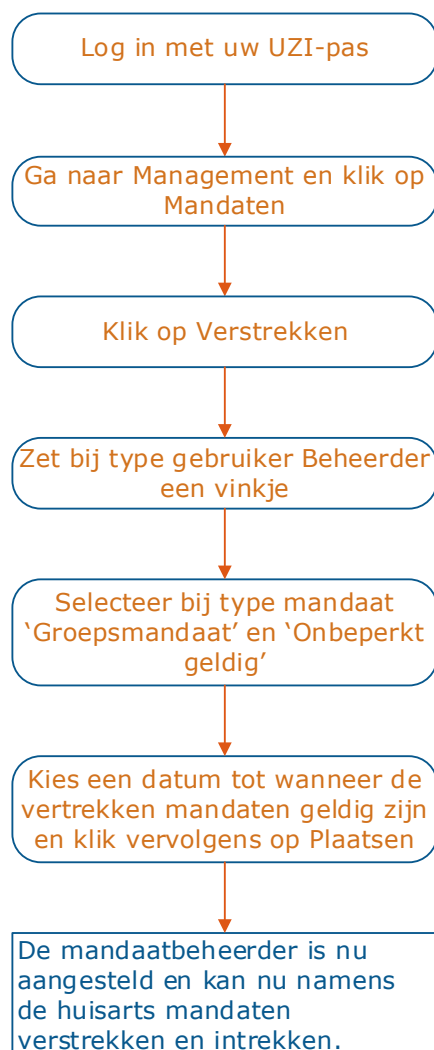 Log in met uw UZI-pas
Ga naar Management en klik op
Mandaten
Klik op Verstrekken
Zet bij type gebruiker Beheerder
een vinkje
Selecteer bij type mandaat
‘Groepsmandaat’ en ‘Onbeperkt
geldig’
Kies een datum tot wanneer de
vertrekken mandaten geldig zijn
en klik vervolgens op Plaatsen
De mandaatbeheerder is nu
aangesteld en kan nu namens
de huisarts mandaten
verstrekken en intrekken.